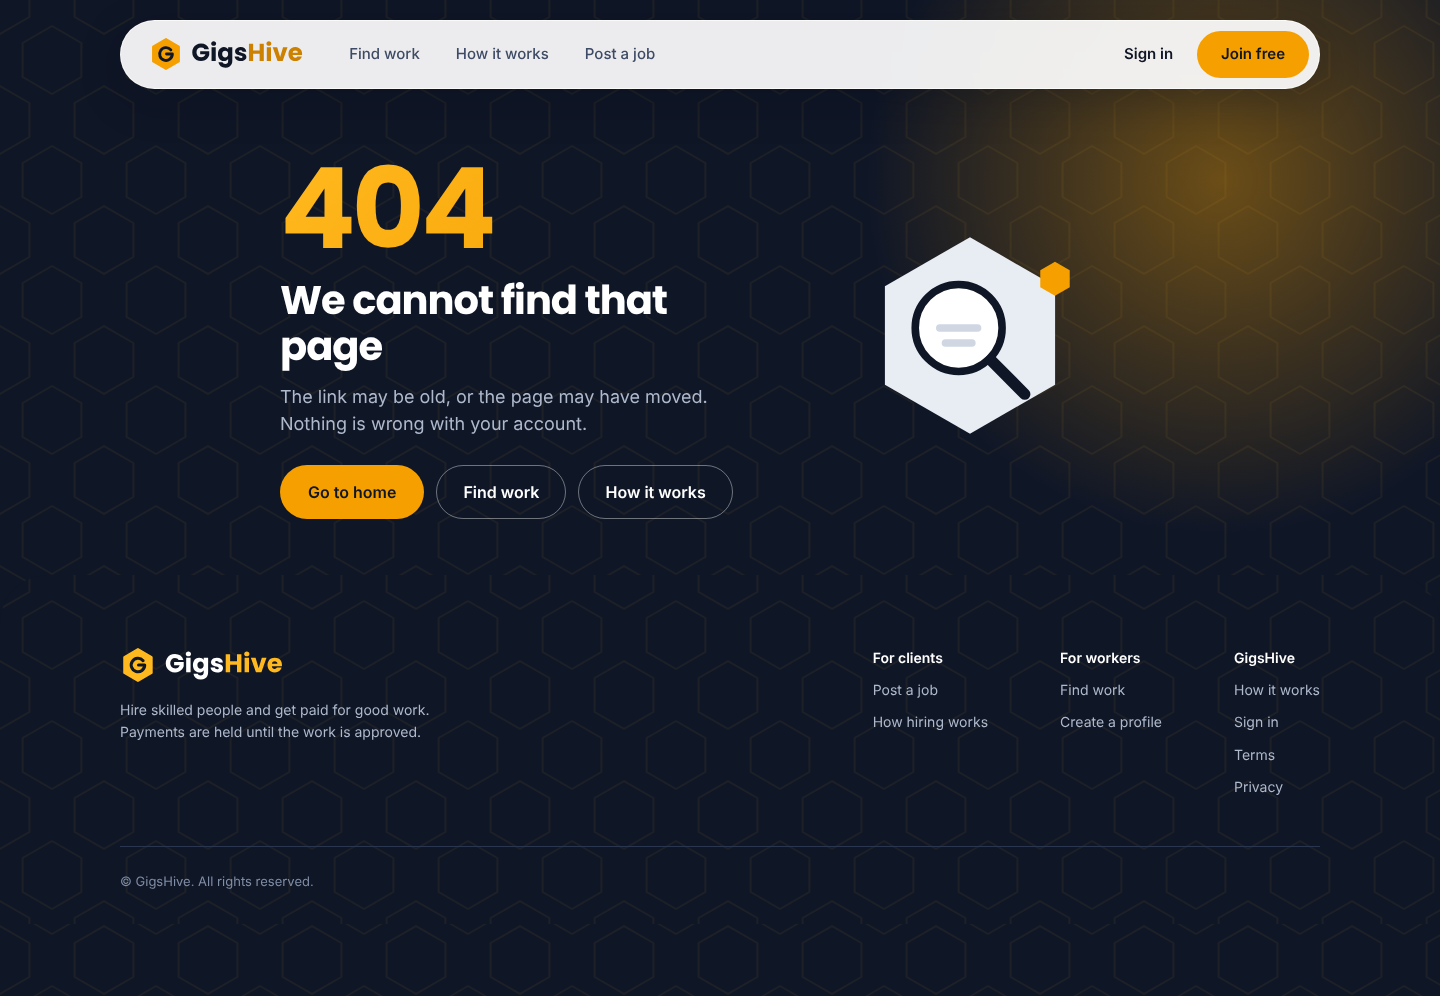 GigsHive
Find work
How it works
Post a job
Sign in
Join free
404
We cannot find that
page
The link may be old, or the page may have moved.
Nothing is wrong with your account.
Go to home
Find work
How it works
GigsHive
Hire skilled people and get paid for good work.
Payments are held until the work is approved.
For clients
Post a job
How hiring works
For workers
Find work
Create a profile
GigsHive
How it works
Sign in
Terms
Privacy
© GigsHive. All rights reserved.